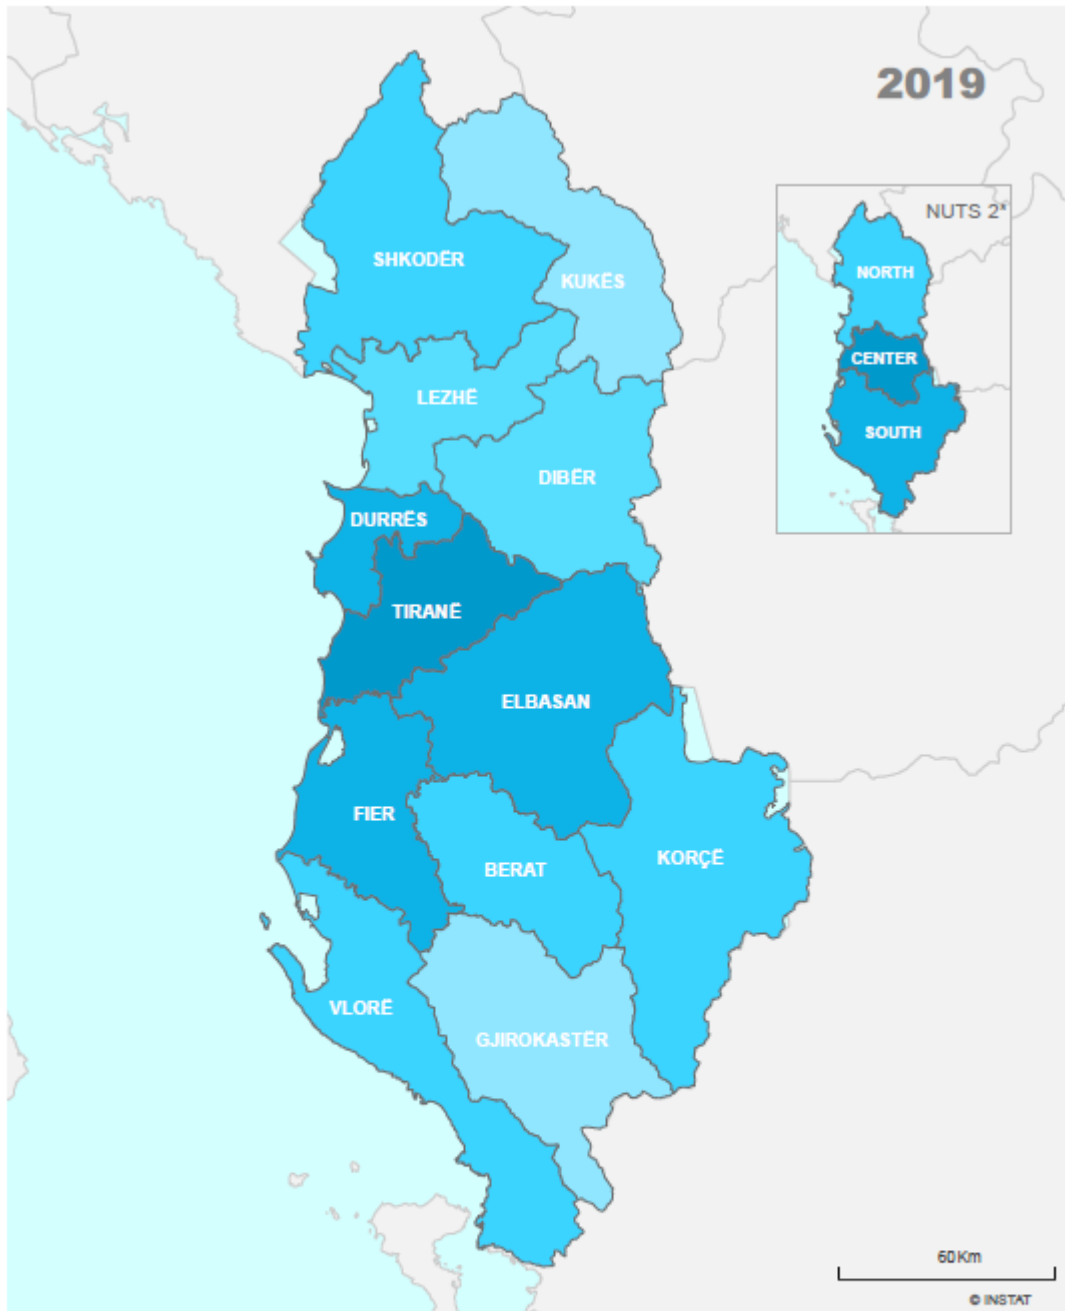 2019
NUTS 2*
NORTH
CENTER
SOUTH
SHKODËR
KUKËS
LEZHË
DIBËR
DURRËS
TIRANË
ELBASAN
FIER
BERAT
KORÇË
VLORË
GJIROKASTËR
60Km
© INSTAT